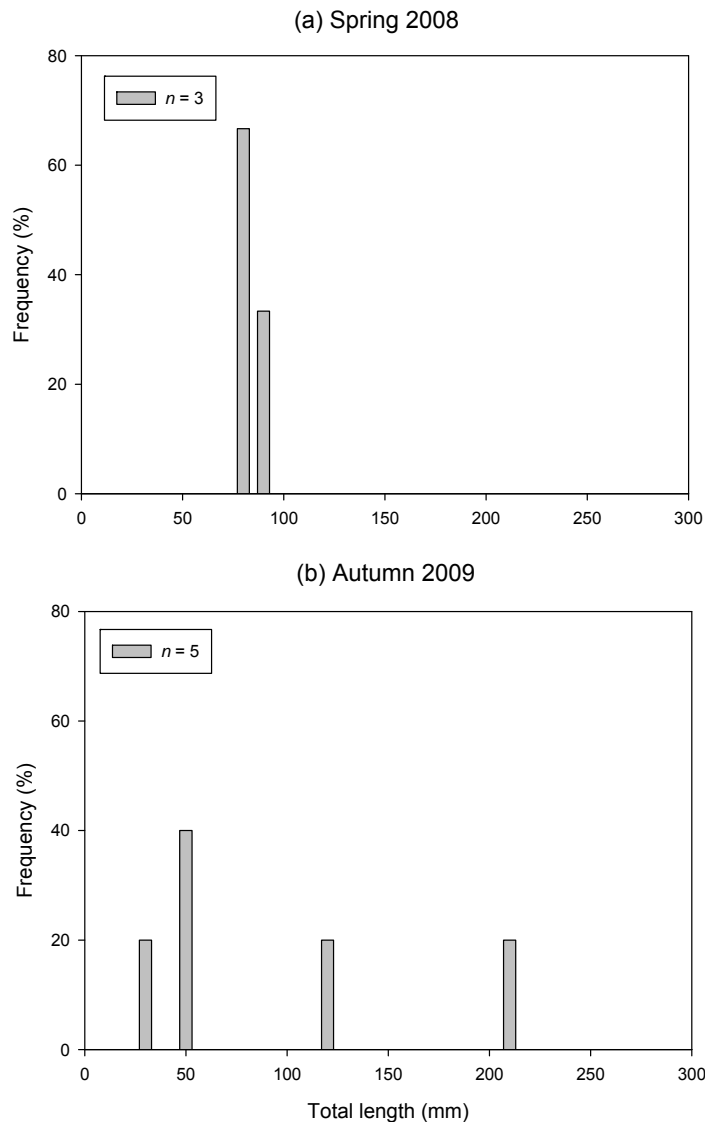 (a) Spring 2008
80
n = 3
60
Frequency (%)
40
20
0
0 50 100 150 200 250 300
(b) Autumn 2009
80
n = 5
60
Frequency (%)
40
20
0
0 50 100 150 200 250 300
Total length (mm)